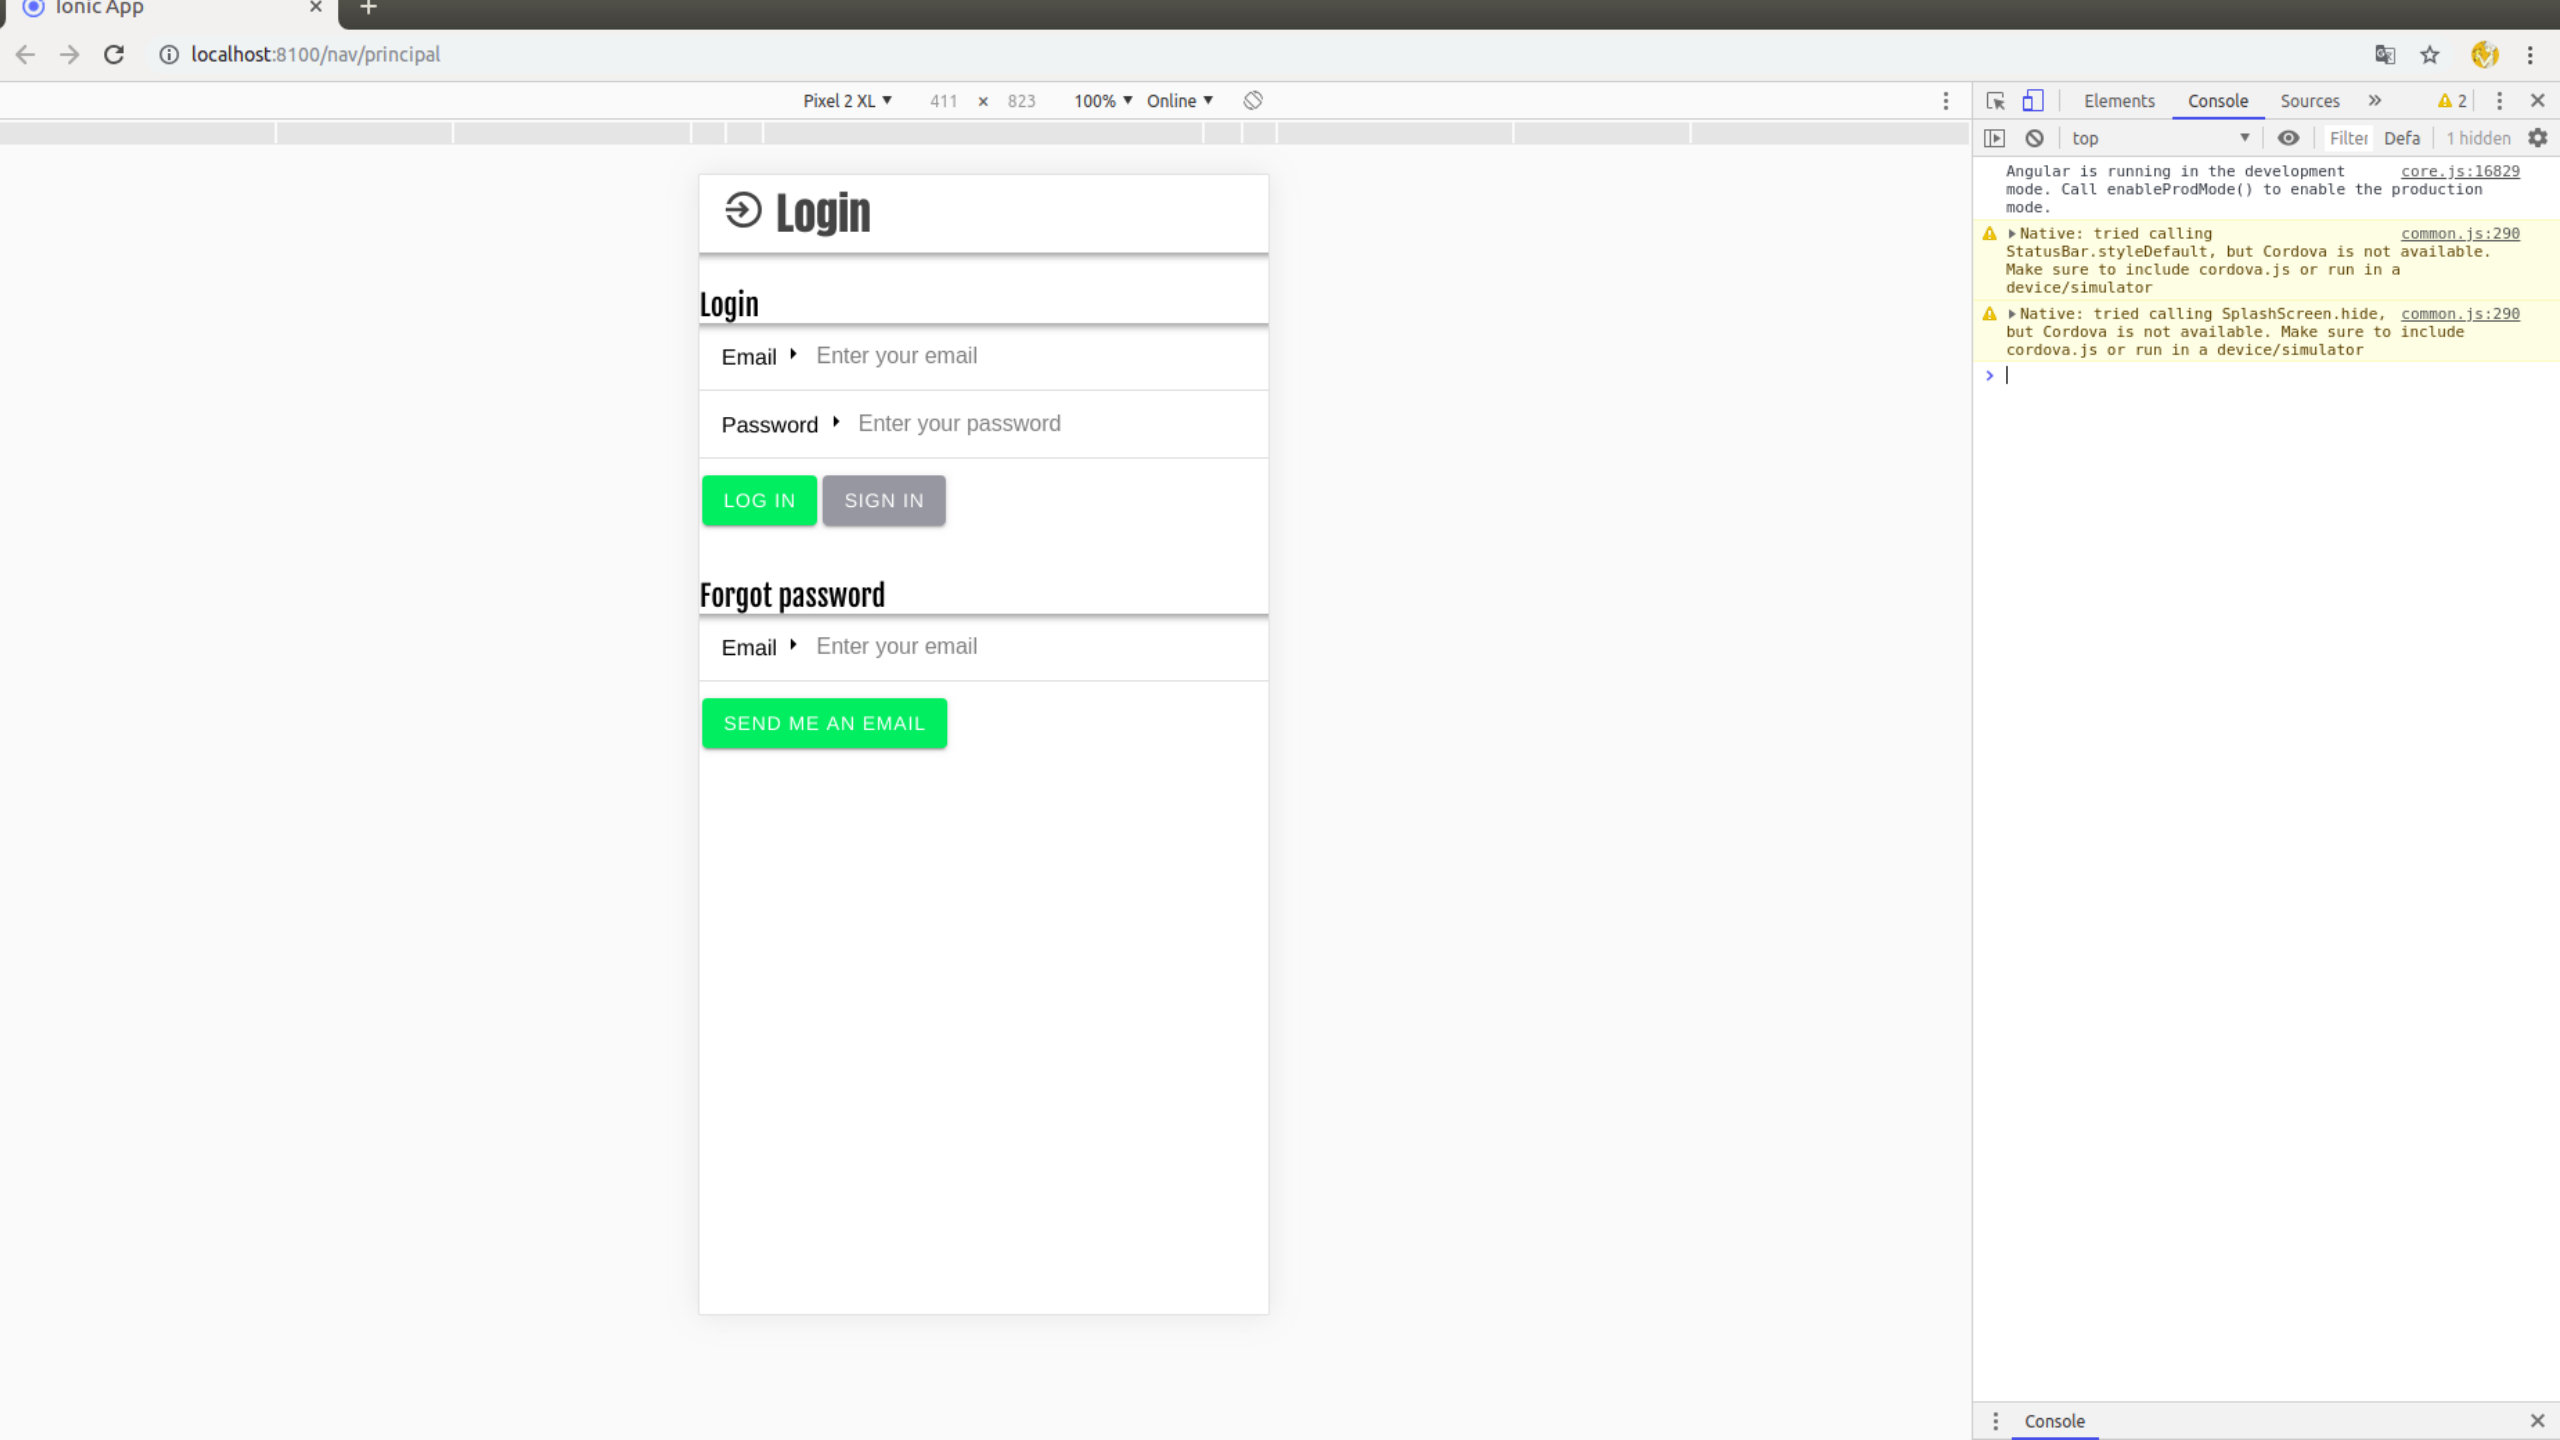 Ionic App
localhost:8100/nav/principal
Pixel 2 XL 411 × 823 100% Online
Elements Console Sources 2
top Filter Defa 1 hidden
Login
Login
Email Enter your email
Password Enter your password
LOG IN SIGN IN
Forgot password
Email Enter your email
SEND ME AN EMAIL
Angular is running in the development core.js:16829
mode. Call enableProdMode() to enable the production
mode.
Native: tried calling common.js:290
StatusBar.styleDefault, but Cordova is not available.
Make sure to include cordova.js or run in a
device/simulator
Native: tried calling SplashScreen.hide, common.js:290
but Cordova is not available. Make sure to include
cordova.js or run in a device/simulator
Console